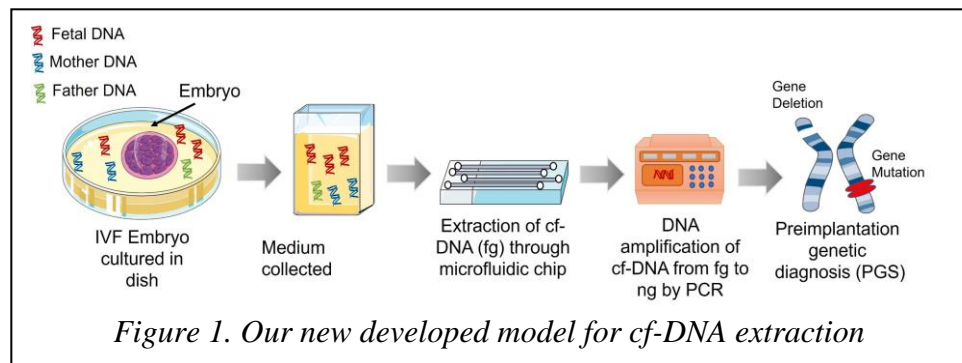 Fetal DNA
Mother DNA
Father DNA
Embryo
IVF Embryo
cultured in
dish
Medium
collected
Extraction of cf-
DNA (fg) through
microfluidic chip
DNA
amplification of
cf-DNA from fg to
ng by PCR
Gene
Deletion
Gene
Mutation
Preimplantation
genetic
diagnosis (PGS)
Figure 1. Our new developed model for cf-DNA extraction